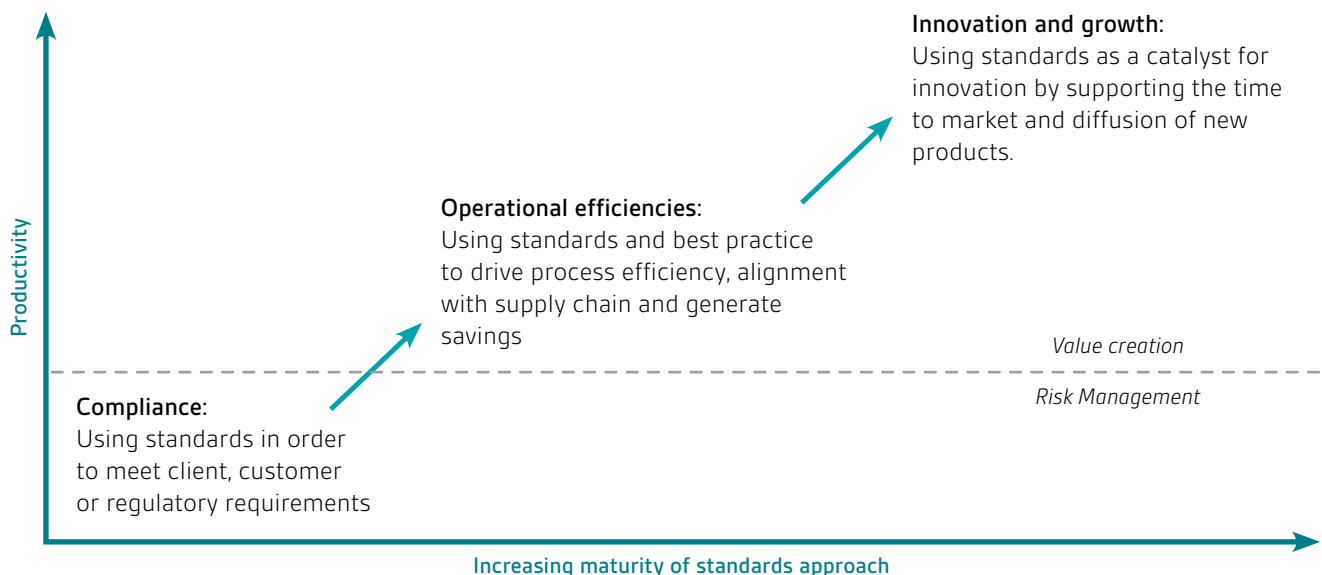 Innovation and growth:
Using standards as a catalyst for
innovation by supporting the time
to market and diffusion of new
products.
Operational efficiencies:
Using standards and best practice
to drive process efficiency, alignment
with supply chain and generate
savings
Productivity
Value creation
Risk Management
Compliance:
Using standards in order
to meet client, customer
or regulatory requirements
Increasing maturity of standards approach